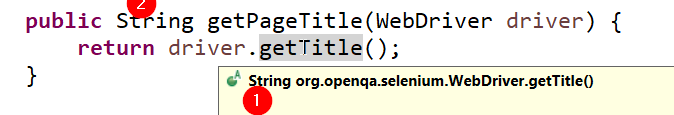 2
public String getPageTitle(WebDriver driver) {
return driver.getTitle();
}
String org.openqa.selenium.WebDriver.getTitle()
1